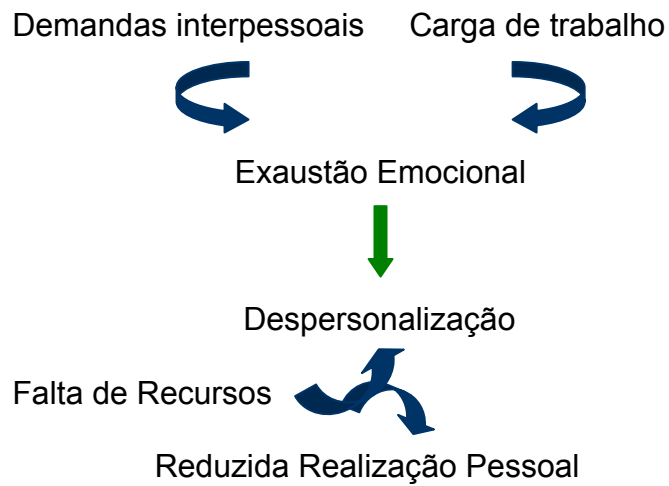 Demandas interpessoais Carga de trabalho
Exaustão Emocional
Despersonalização
Falta de Recursos
Reduzida Realização Pessoal